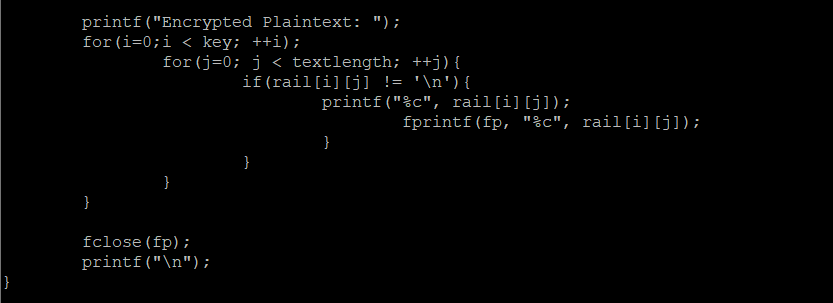 printf("Encrypted Plaintext: ");
for(i=0;i < key; ++i);
for(j=0; j < textlength; ++j){
if(rail[i][j] != '\n'){
printf("%c", rail[i][j]);
fprintf(fp, "%c", rail[i][j]);
}
}
}
}
fclose(fp);
printf("\n");
}